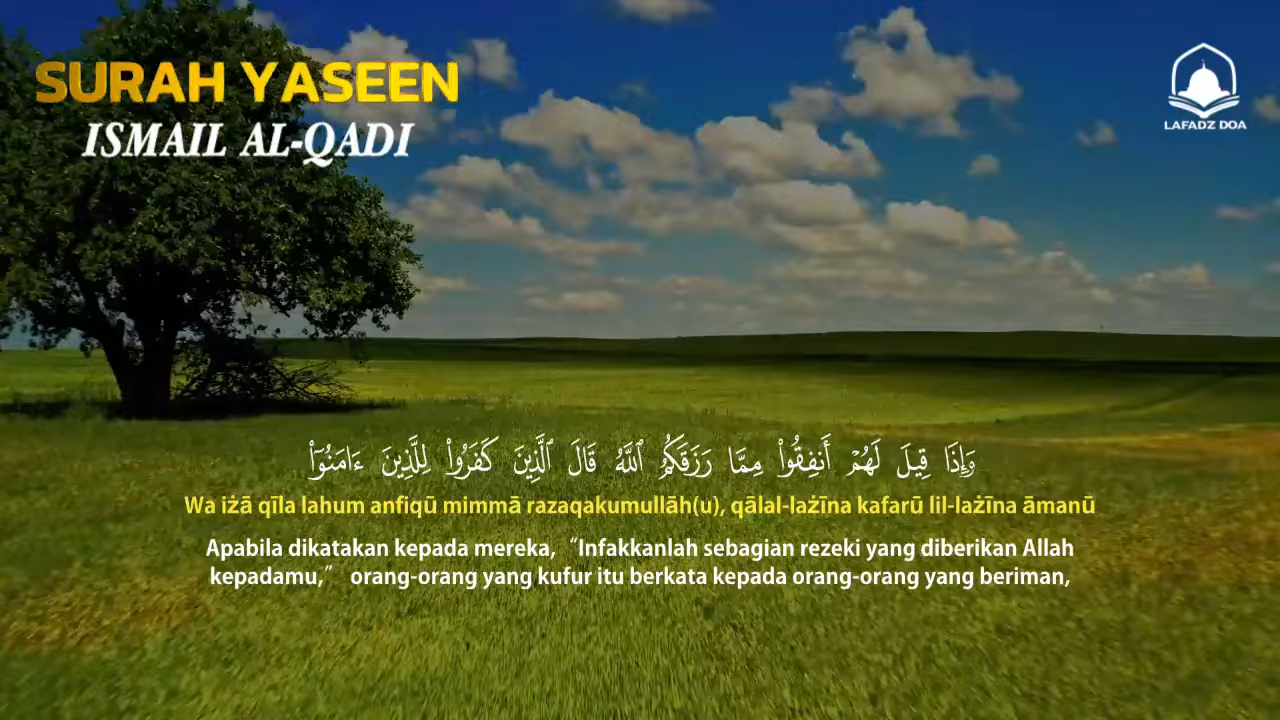 SURAH YASEEN
ISMAIL AL-QADI
LAFADZ DOA
وَإِذَا قِيلَ لَهُمْ أَنفِقُوا۟ مِمَّا رَزَقَكُمُ ٱللَّهُ قَالَ ٱلَّذِينَ كَفَرُوا۟ لِلَّذِينَ ءَامَنُوٓا۟
Wa iżā qīla lahum anfiqū mimmā razaqakumullāh(u), qālal-lażīna kafarū lil-lażīna āmanū
Apabila dikatakan kepada mereka, “Infakkanlah sebagian rezeki yang diberikan Allah
kepadamu,” orang-orang yang kufur itu berkata kepada orang-orang yang beriman,